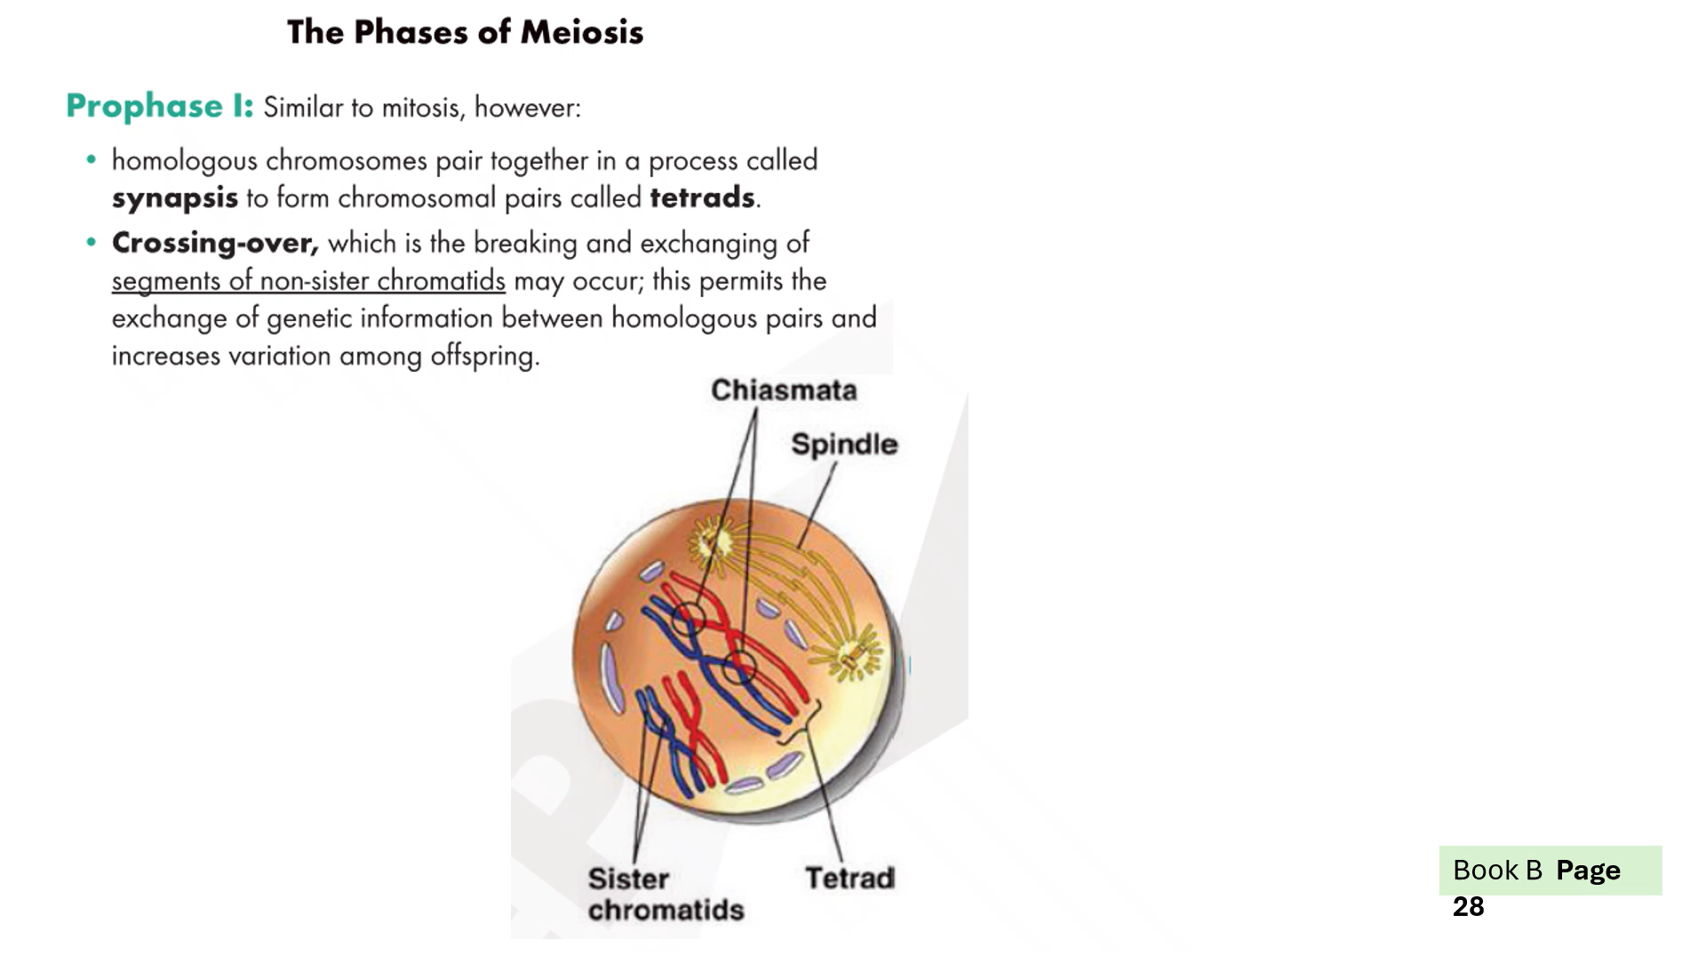 The Phases of Meiosis
Prophase I: Similar to mitosis, however:
• homologous chromosomes pair together in a process called
synapsis to form chromosomal pairs called tetrads.
• Crossing-over, which is the breaking and exchanging of
segments of non-sister chromatids may occur; this permits the
exchange of genetic information between homologous pairs and
increases variation among offspring.
Chiasmata
Spindle
Sister
chromatids
Tetrad
Book B Page
28